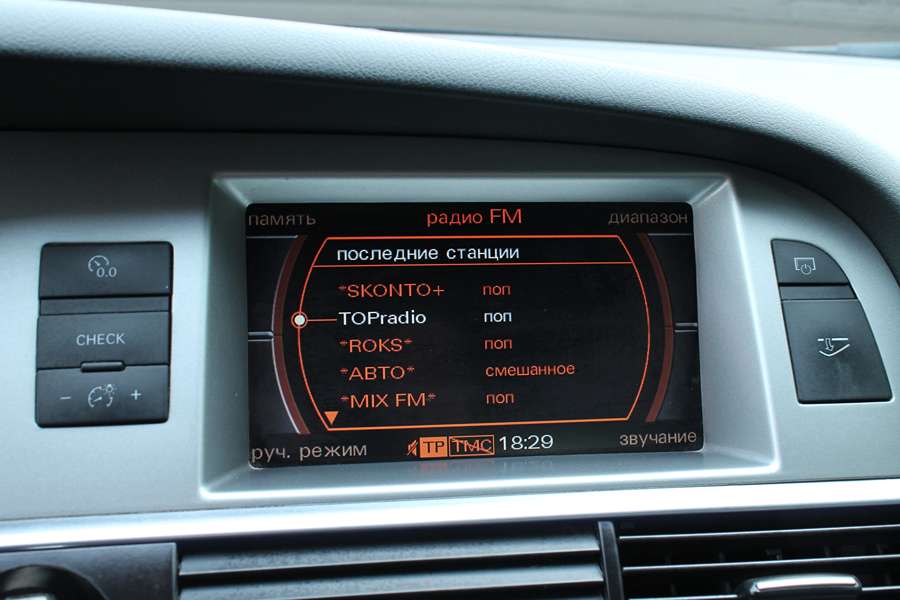 память радио FM диапазон
последние станции
*SKONTO+ поп
TOPradio поп
*ROKS* поп
*АВТО* смешанное
*MIX FM* поп
руч. режим TP TMC 18:29 звучание
0.0
CHECK
- +